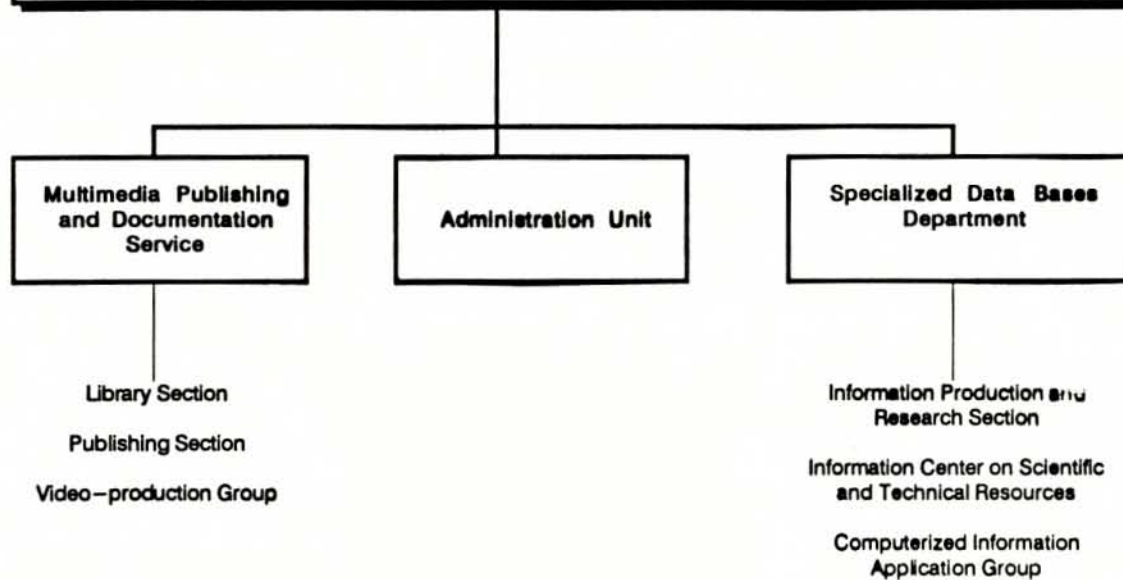 Multimedia Publishing
and Documentation
Service
Administration Unit
Specialized Data Bases
Department
Library Section
Publishing Section
Video-production Group
Information Production and
Research Section
Information Center on Scientific
and Technical Resources
Computerized Information
Application Group